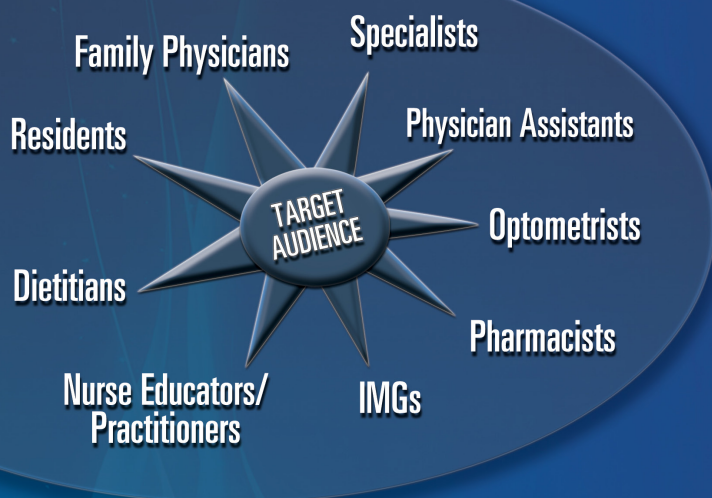 Specialists
Family Physicians
Physician Assistants
Residents
TARGET
AUDIENCE
Optometrists
Dietitians
Pharmacists
Nurse Educators/
Practitioners
IMGs